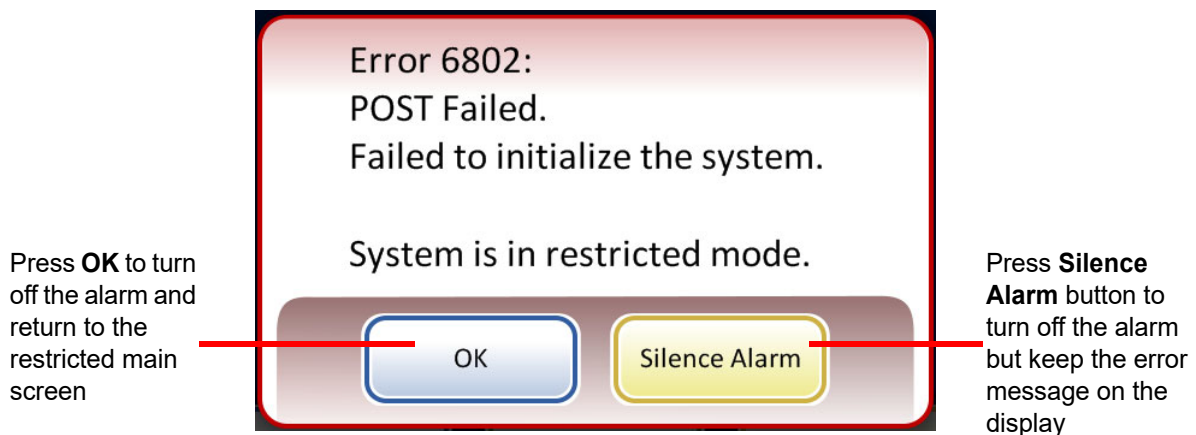 Error 6802:
POST Failed.
Failed to initialize the system.
System is in restricted mode.
Press OK to turn
off the alarm and
return to the
restricted main
screen
OK
Silence Alarm
Press Silence
Alarm button to
turn off the alarm
but keep the error
message on the
display